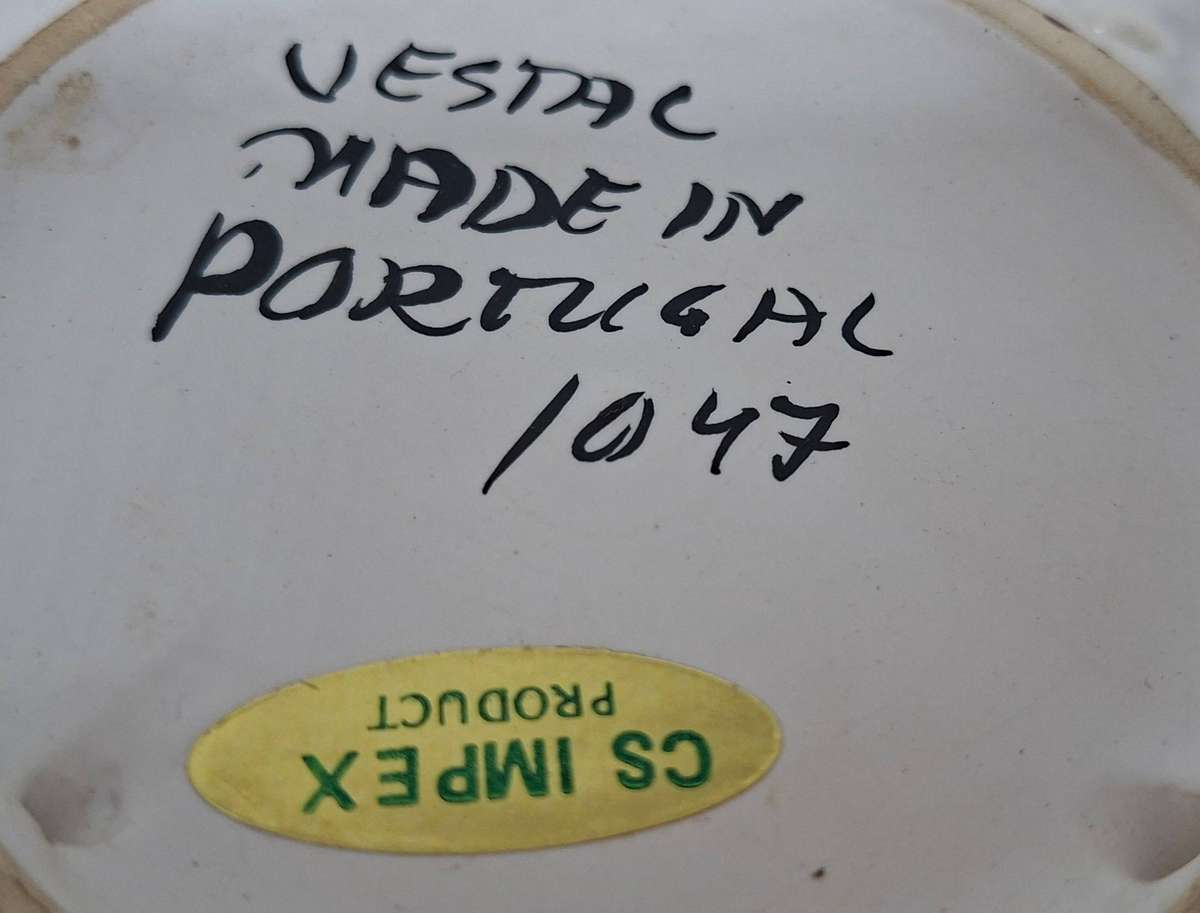 VESTAL
MADE IN
PORTUGAL
1047
CS IMPEX
PRODUCT